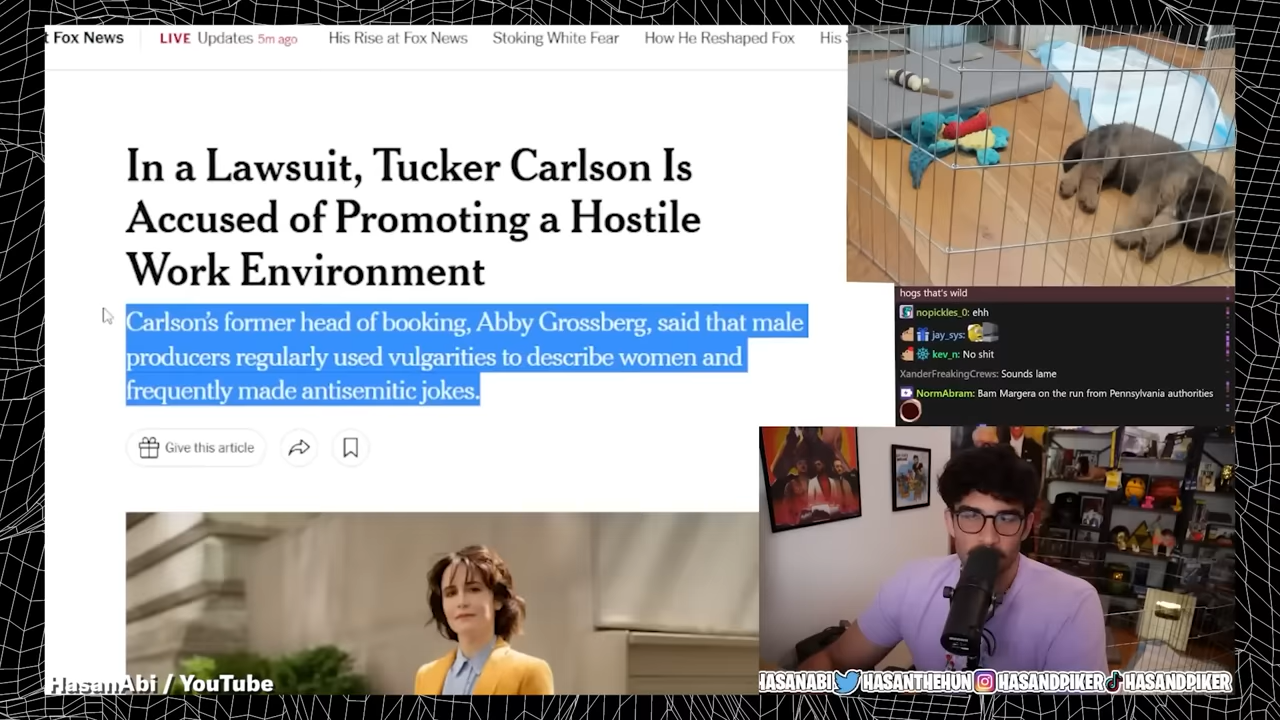 t Fox News
LIVE Updates 5m ago
His Rise at Fox News
Stoking White Fear
How He Reshaped Fox
His
In a Lawsuit, Tucker Carlson Is
Accused of Promoting a Hostile
Work Environment
Carlson's former head of booking, Abby Grossberg, said that male
producers regularly used vulgarities to describe women and
frequently made antisemitic jokes.
Give this article
hogs that's wild
nopickles_0: ehh
jay_sys:
kev_n: No shit
XanderFreakingCrews: Sounds lame
NormAbram: Bam Margera on the run from Pennsylvania authorities
HasanAbi / YouTube
HASANABI HASANTHEHUN HASANDPIKER HASANDPIKER